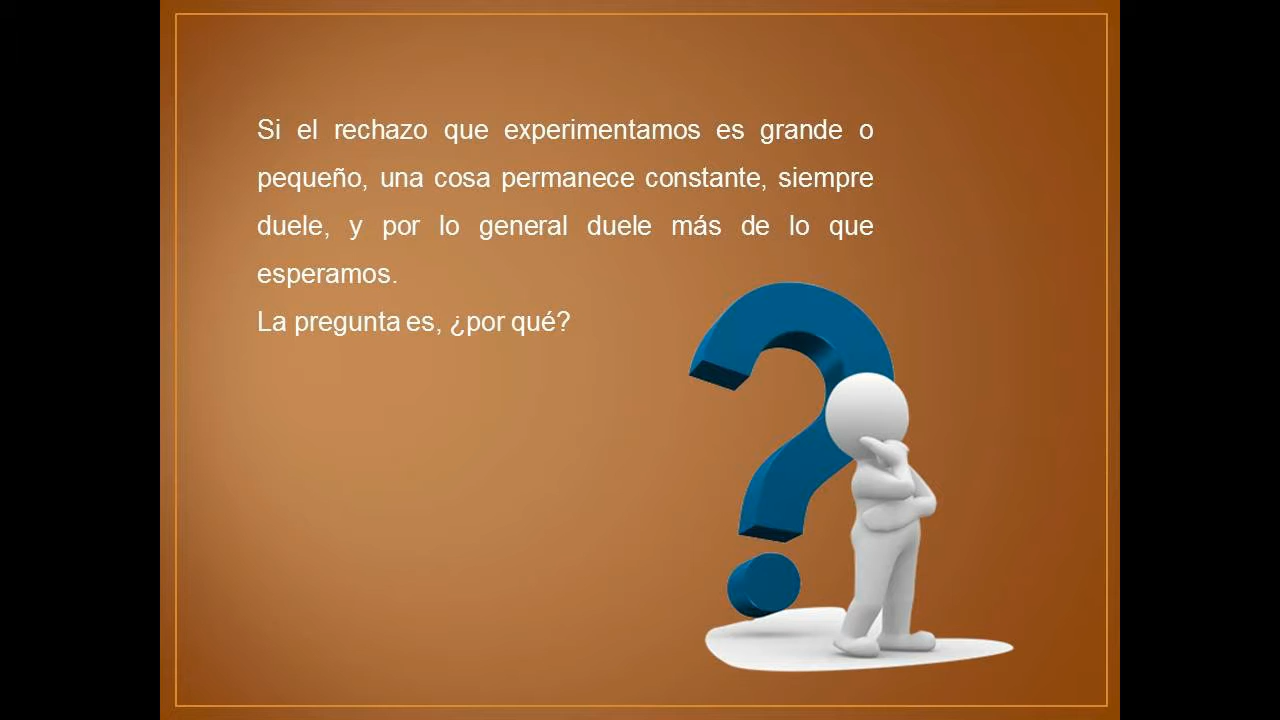 Si el rechazo que experimentamos es grande o
pequeño, una cosa permanece constante, siempre
duele, y por lo general duele más de lo que
esperamos.
La pregunta es, ¿por qué?